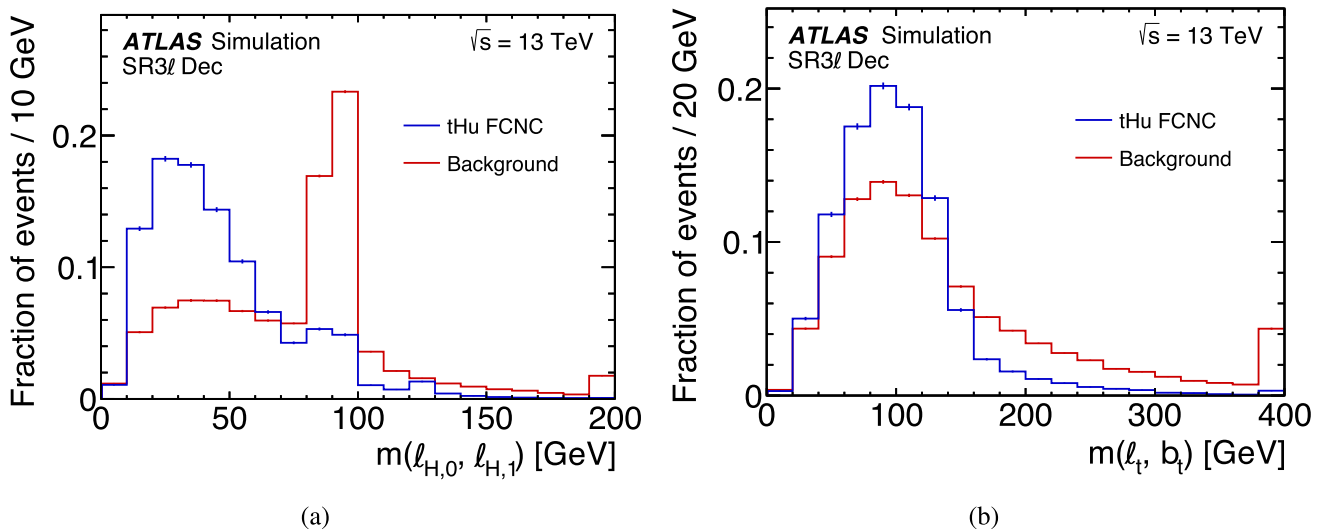 ATLAS Simulation
√s = 13 TeV
SR3ℓ Dec
tHu FCNC
Background
Fraction of events / 10 GeV
0.2
0.1
0
0 50 100 150 200
m(ℓH,0, ℓH,1) [GeV]
(a)
ATLAS Simulation
√s = 13 TeV
SR3ℓ Dec
tHu FCNC
Background
Fraction of events / 20 GeV
0.2
0.1
0
0 100 200 300 400
m(ℓt, bt) [GeV]
(b)